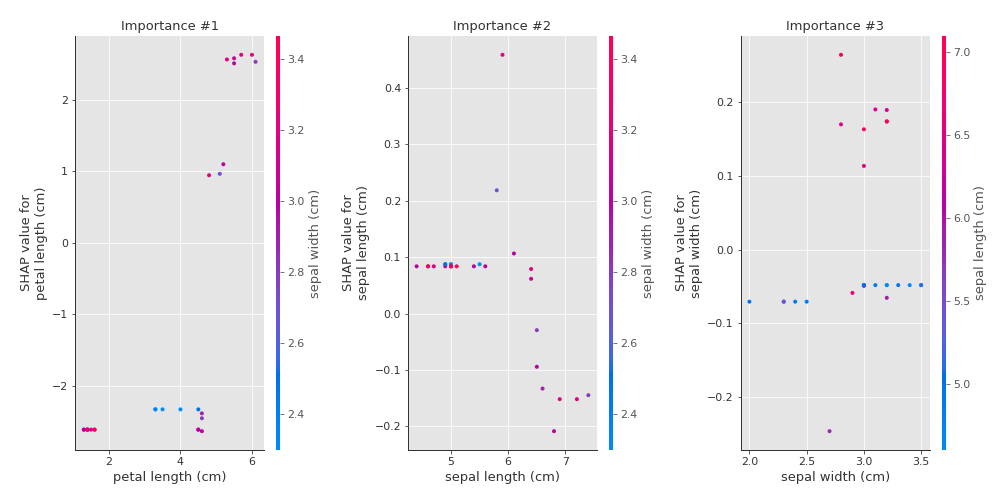 Importance #1
Importance #2
Importance #3
SHAP value for
petal length (cm)
2
1
0
−1
−2
2
4
6
petal length (cm)
3.4
3.2
3.0
2.8
2.6
2.4
sepal width (cm)
SHAP value for
sepal length (cm)
0.4
0.3
0.2
0.1
0.0
−0.1
−0.2
5
6
7
sepal length (cm)
3.4
3.2
3.0
2.8
2.6
2.4
sepal width (cm)
SHAP value for
sepal width (cm)
0.2
0.1
0.0
−0.1
−0.2
2.0
2.5
3.0
3.5
sepal width (cm)
7.0
6.5
6.0
5.5
5.0
sepal length (cm)